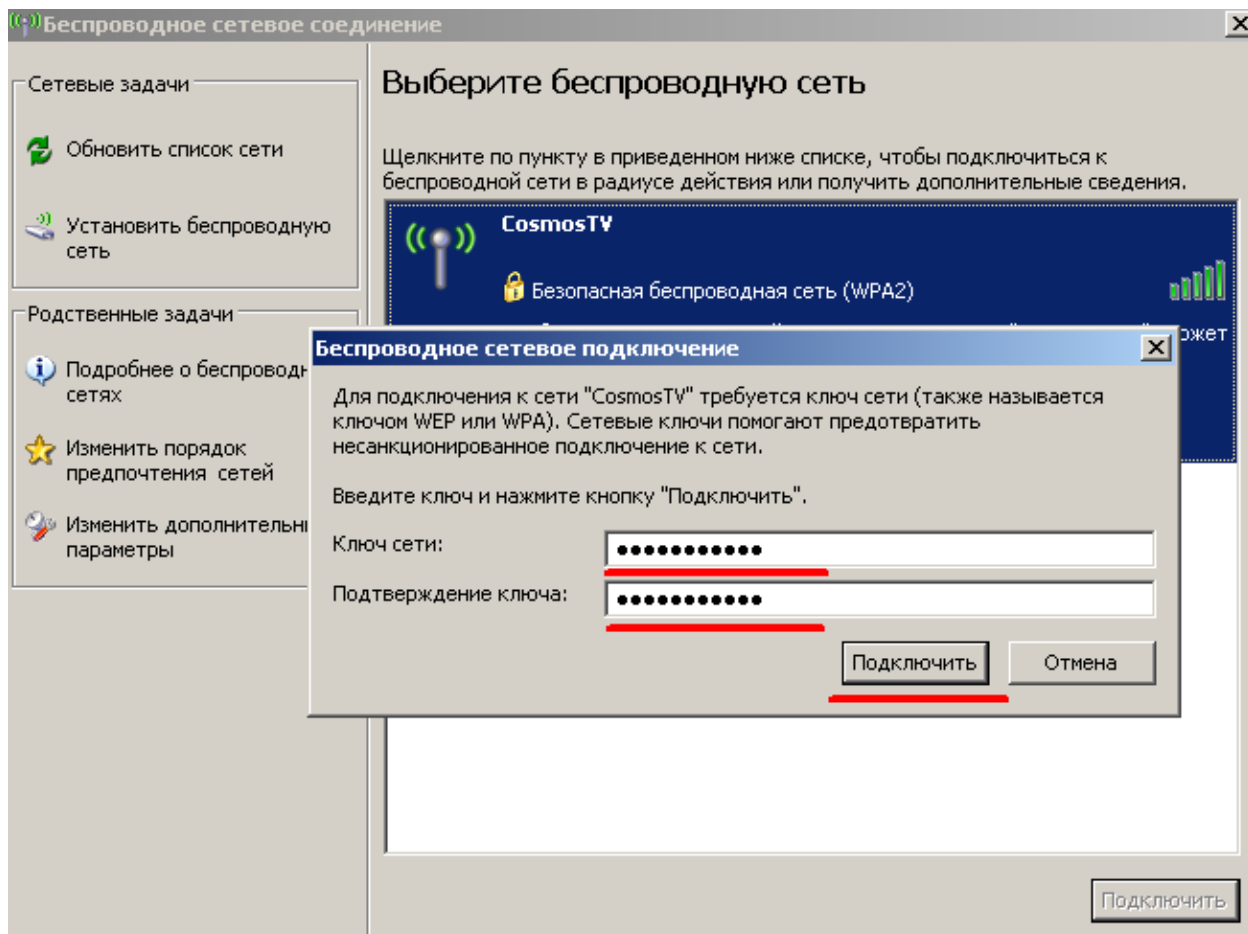 Беспроводное сетевое соединение
Сетевые задачи
Обновить список сети
Установить беспроводную
сеть
Родственные задачи
Подробнее о беспроводн
сетях
Изменить порядок
предпочтения сетей
Изменить дополнительны
параметры
Выберите беспроводную сеть
Щелкните по пункту в приведенном ниже списке, чтобы подключиться к
беспроводной сети в радиусе действия или получить дополнительные сведения.
CosmosTV
Безопасная беспроводная сеть (WPA2)
Беспроводное сетевое подключение
Для подключения к сети "CosmosTV" требуется ключ сети (также называется
ключом WEP или WPA). Сетевые ключи помогают предотвратить
несанкционированное подключение к сети.
Введите ключ и нажмите кнопку "Подключить".
Ключ сети:
Подтверждение ключа:
Подключить
Отмена
Подключить